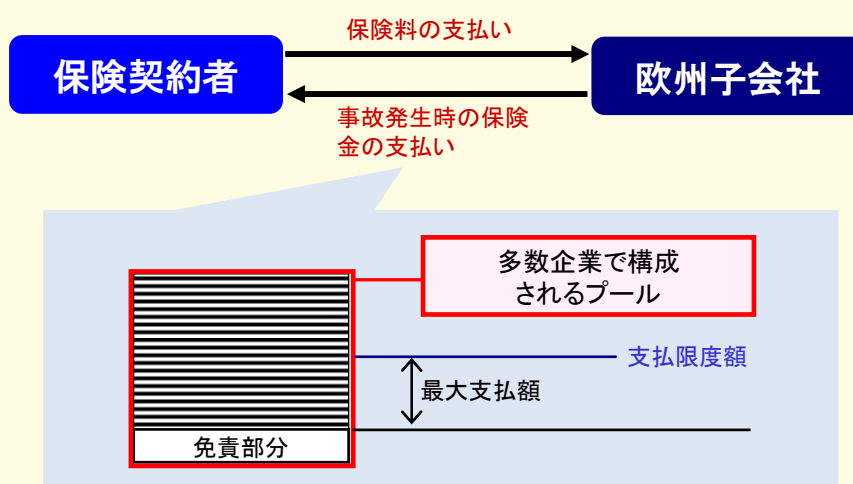 保険料の支払い
保険契約者
欧州子会社
事故発生時の保険
金の支払い
多数企業で構成
されるプール
支払限度額
最大支払額
免責部分